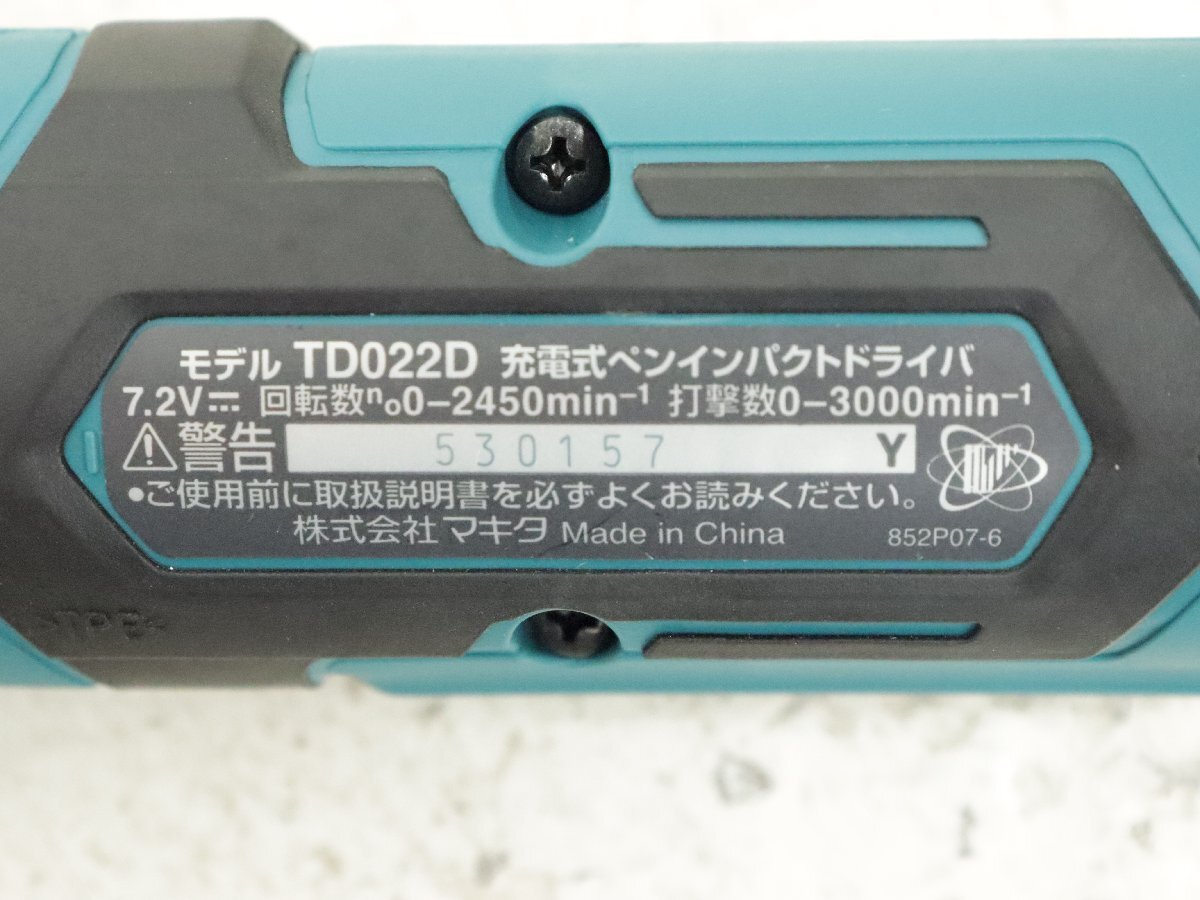 モデル TD022D 充電式ペンインパクトドライバ
7.2V⎓ 回転数n₀0-2450min⁻¹ 打撃数0-3000min⁻¹
⚠警告 530157 Y
●ご使用前に取扱説明書を必ずよくお読みください。
株式会社マキタ Made in China 852P07-6
>TPE<